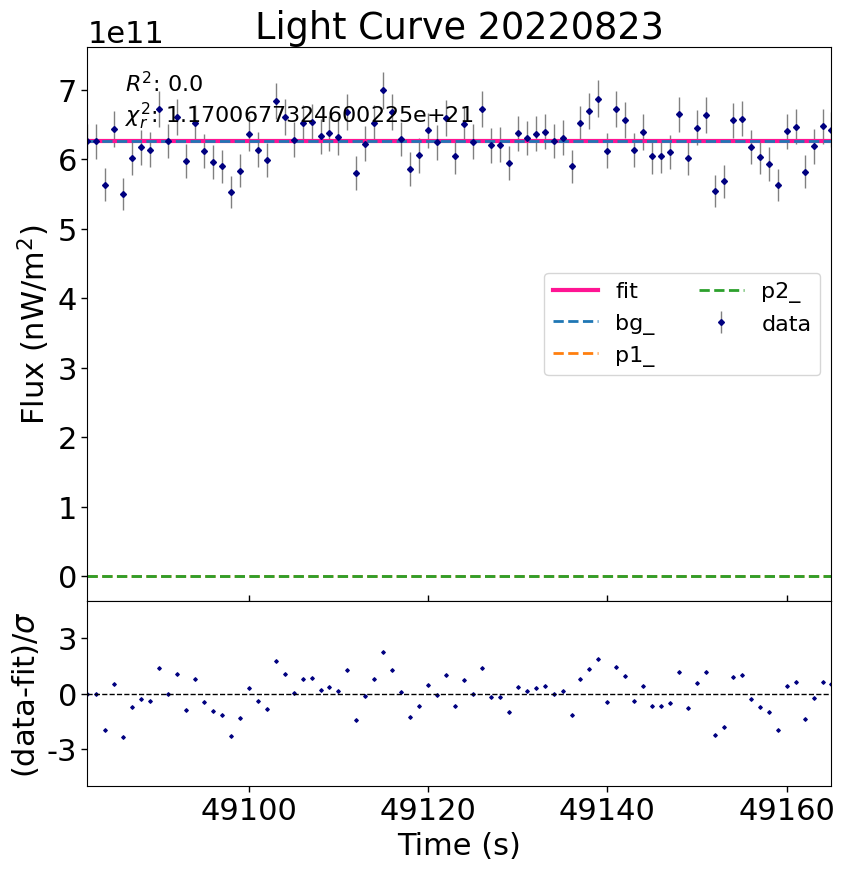 Light Curve 20220823
1e11
R²: 0.0
χ²ᵣ: 1.1700677324600225e+21
7
6
5
4
3
2
1
0
Flux (nW/m²)
fit
bg_
p1_
p2_
data
3
0
-3
(data-fit)/σ
49100 49120 49140 49160
Time (s)